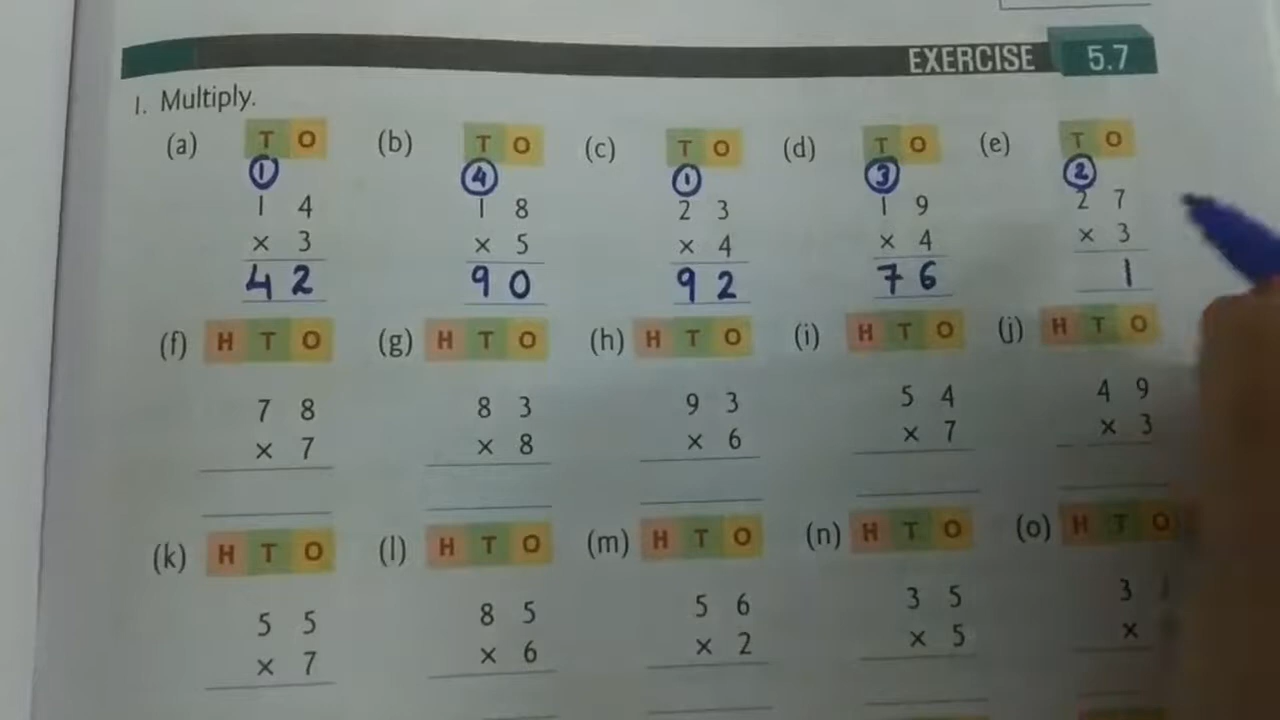 EXERCISE 5.7
1. Multiply.
(a) T O (b) T O (c) T O (d) T O (e) T O
1 4 1 3 2
1 4 1 8 2 3 1 9 2 7
× 3 × 5 × 4 × 4 × 3
4 2 9 0 9 2 7 6 1
(f) H T O (g) H T O (h) H T O (i) H T O (j) H T O
7 8 8 3 9 3 5 4 4 9
× 7 × 8 × 6 × 7 × 3
(k) H T O (l) H T O (m) H T O (n) H T O (o) H T O
5 5 8 5 5 6 3 5 3
× 7 × 6 × 2 × 5 ×